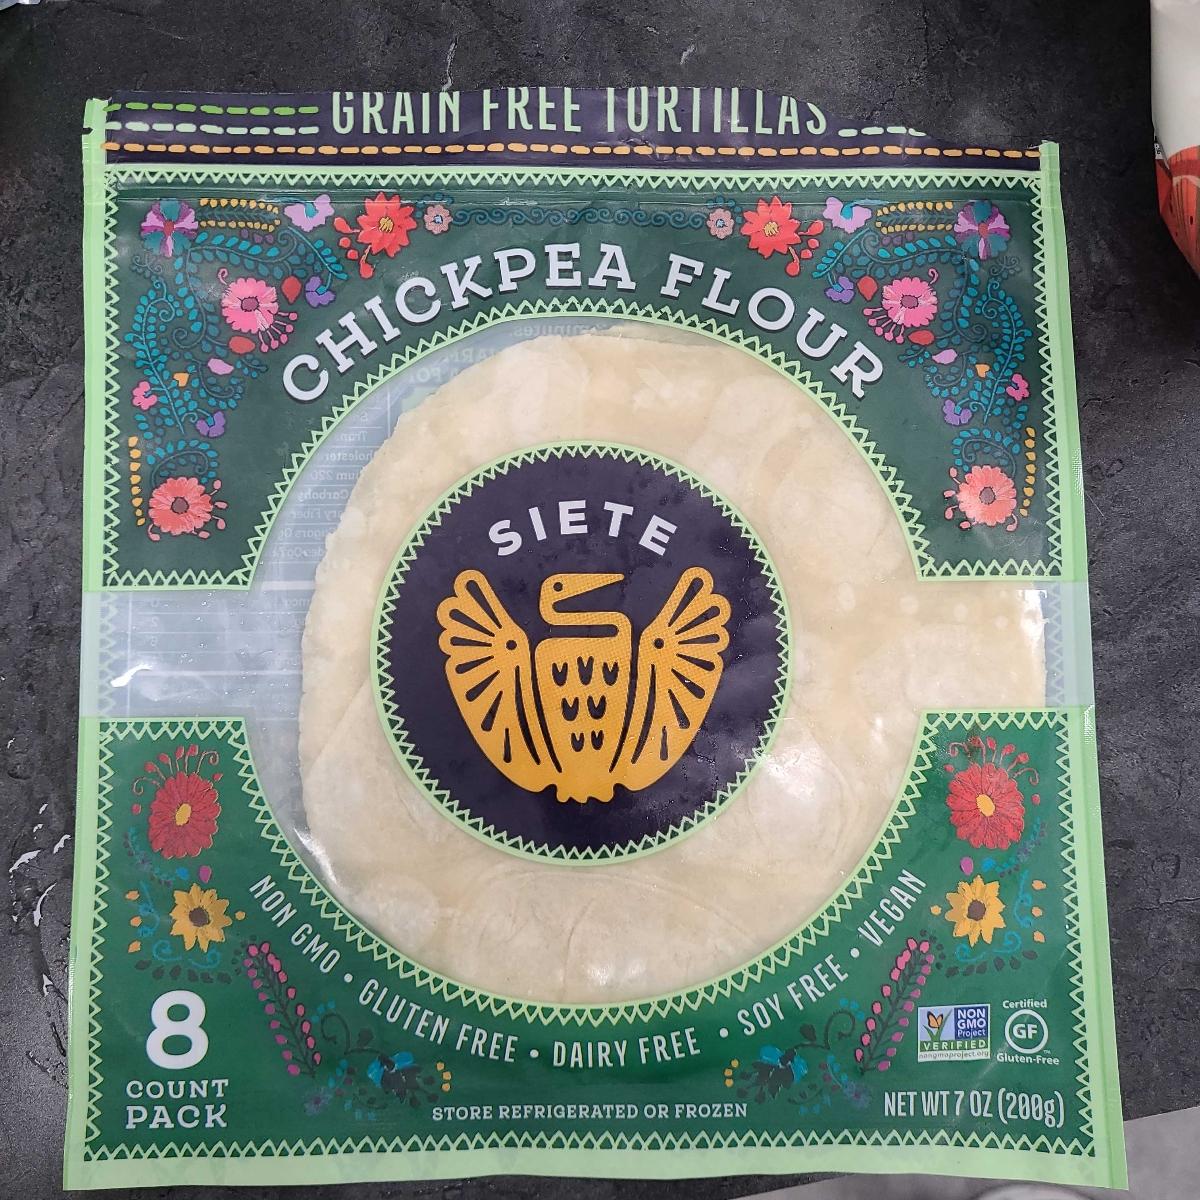 GRAIN FREE TORTILLAS
CHICKPEA FLOUR
SIETE
NON GMO • GLUTEN FREE • DAIRY FREE • SOY FREE • VEGAN
8
COUNT
PACK
STORE REFRIGERATED OR FROZEN
NON
GMO
Project
VERIFIED
nongmoproject.org
Certified
GF
Gluten-Free
NET WT 7 OZ (200g)